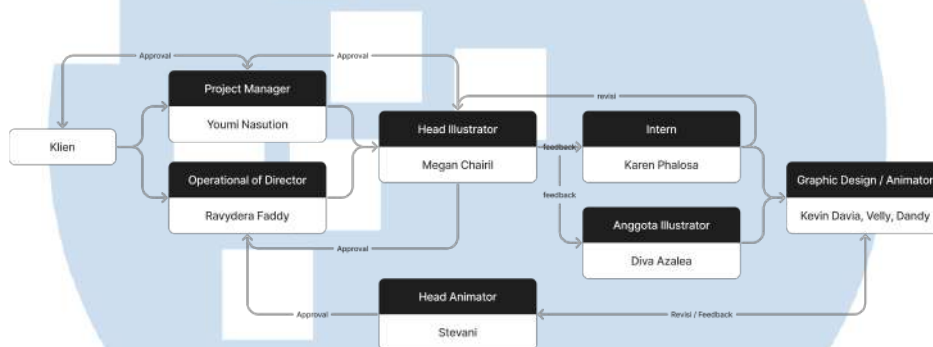 Approval
Approval
Project Manager
Youmi Nasution
revisi
Klien
Head Illustrator
Megan Chairil
feedback
Intern
Karen Phalosa
Operational of Director
Ravydera Faddy
Graphic Design / Animator
Kevin Davia, Velly, Dandy
feedback
Anggota Illustrator
Diva Azalea
Approval
Head Animator
Stevani
Approval
Revisi / Feedback